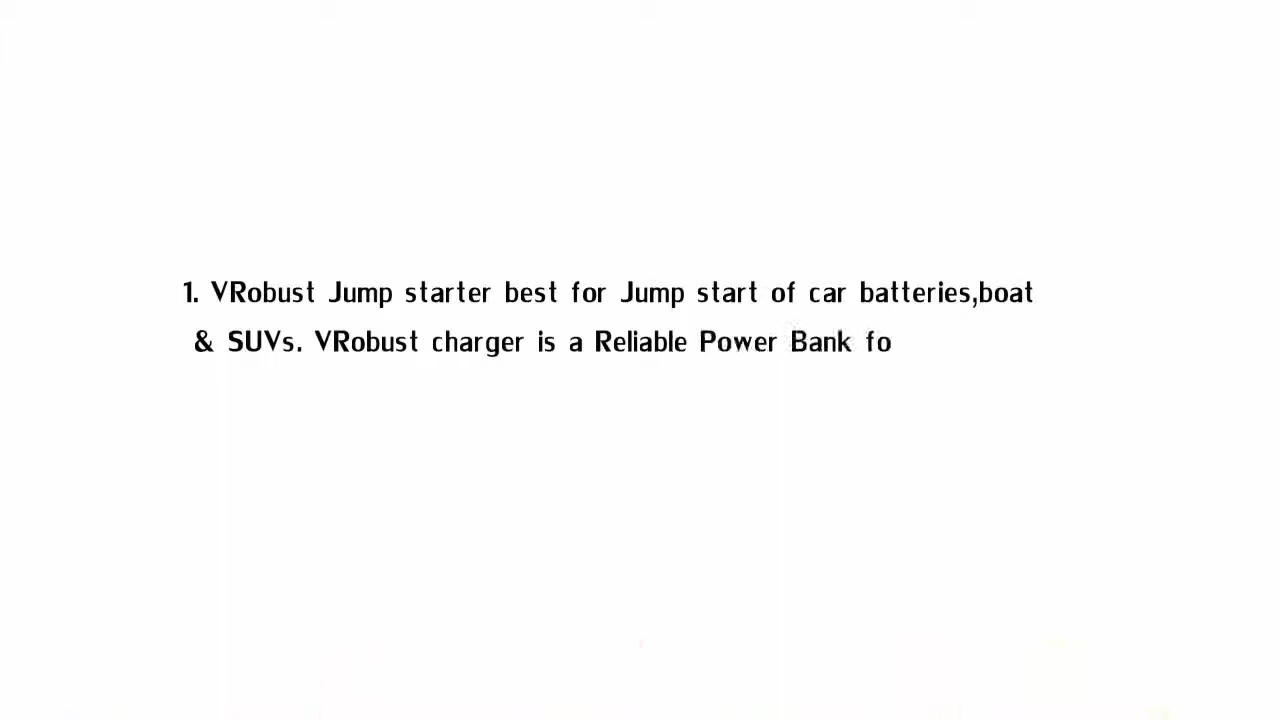 1. VRobust Jump starter best for Jump start of car batteries,boat
& SUVs. VRobust charger is a Reliable Power Bank fo